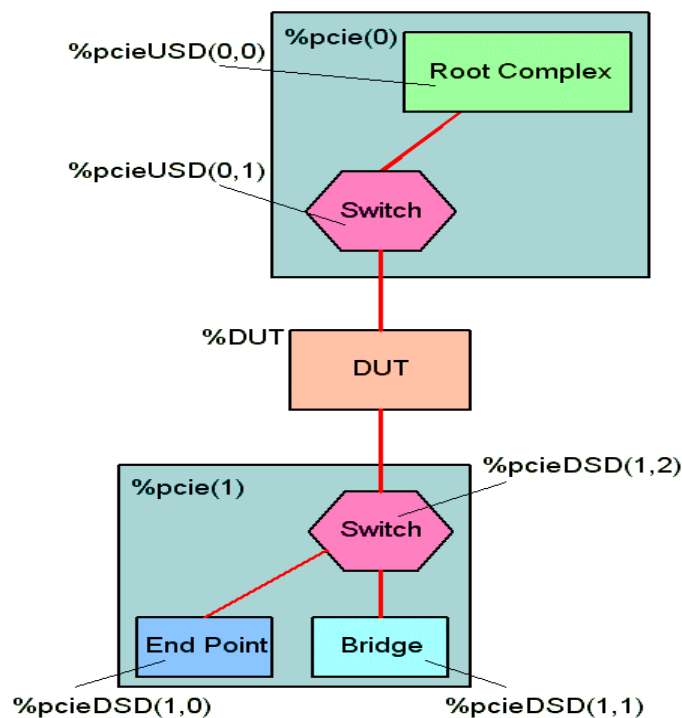 %pcieUSD(0,0)
%pcie(0)
Root Complex
%pcieUSD(0,1)
Switch
%DUT
DUT
%pcieDSD(1,2)
%pcie(1)
Switch
End Point
Bridge
%pcieDSD(1,0)
%pcieDSD(1,1)